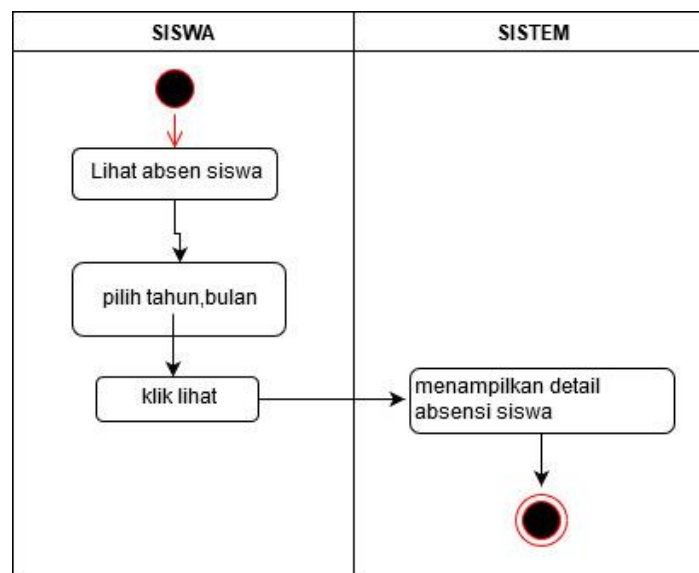 SISWA
SISTEM
Lihat absen siswa
pilih tahun,bulan
klik lihat
menampilkan detail
absensi siswa